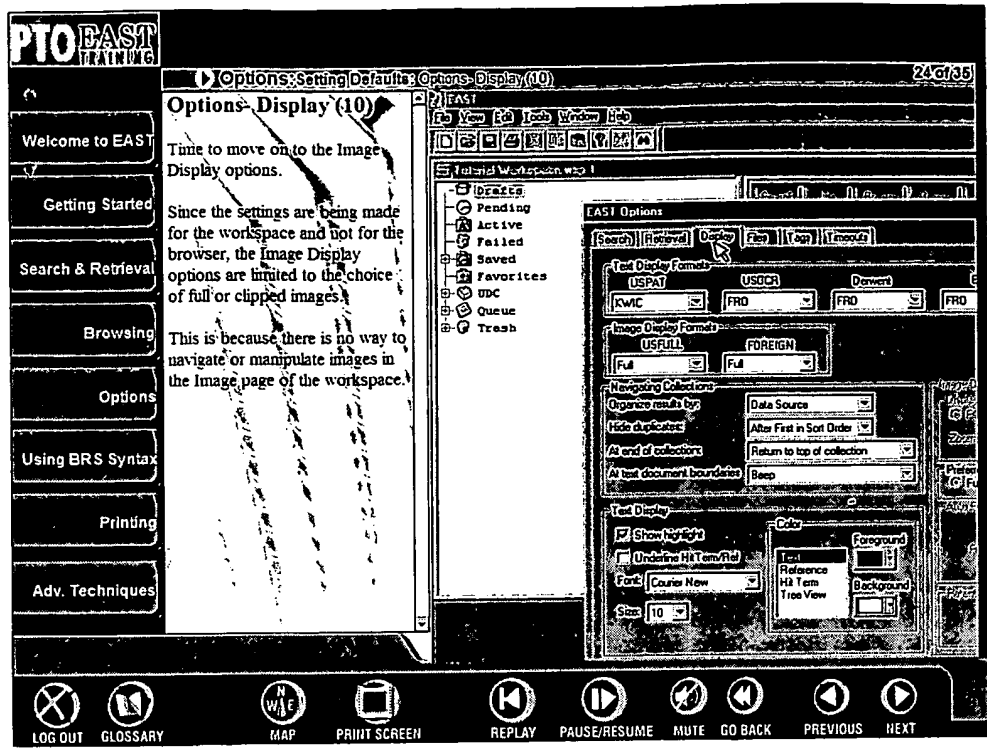 PTO EAST
TRAINING
Options: Setting Defaults: Options- Display (10)
24 of 35
Welcome to EAST
Getting Started
Search & Retrieval
Browsing
Options
Using BRS Syntax
Printing
Adv. Techniques
Options- Display (10)
Time to move on to the Image
Display options.
Since the settings are being made
for the workspace and not for the
browser, the Image Display
options are limited to the choice
of full or clipped images.
This is because there is no way to
navigate or manipulate images in
the Image page of the workspace.
EAST
File View Edit Tools Window Help
Tutorial Workspace.wsp 1
Drafts
Pending
Active
Failed
Saved
Favorites
UDC
Queue
Trash
EAST Options
Search Retrieval Display Files Tags Timeouts
Text Display Formats
USPAT USOCR Derwent
KWIC FRO FRO FRO
Image Display Formats
USFULL FOREIGN
Full Full
Navigating Collections
Organize results by: Data Source
Hide duplicates: After First in Sort Order
At end of collections: Return to top of collection
At text document boundaries Beep
Text Display
Show highlight
Underline Hit Term/Ref
Font: Courier New
Size: 10
Color
Text
Reference
Hit Term
Tree View
Foreground
Background
LOG OUT GLOSSARY MAP PRINT SCREEN REPLAY PAUSE/RESUME MUTE GO BACK PREVIOUS NEXT